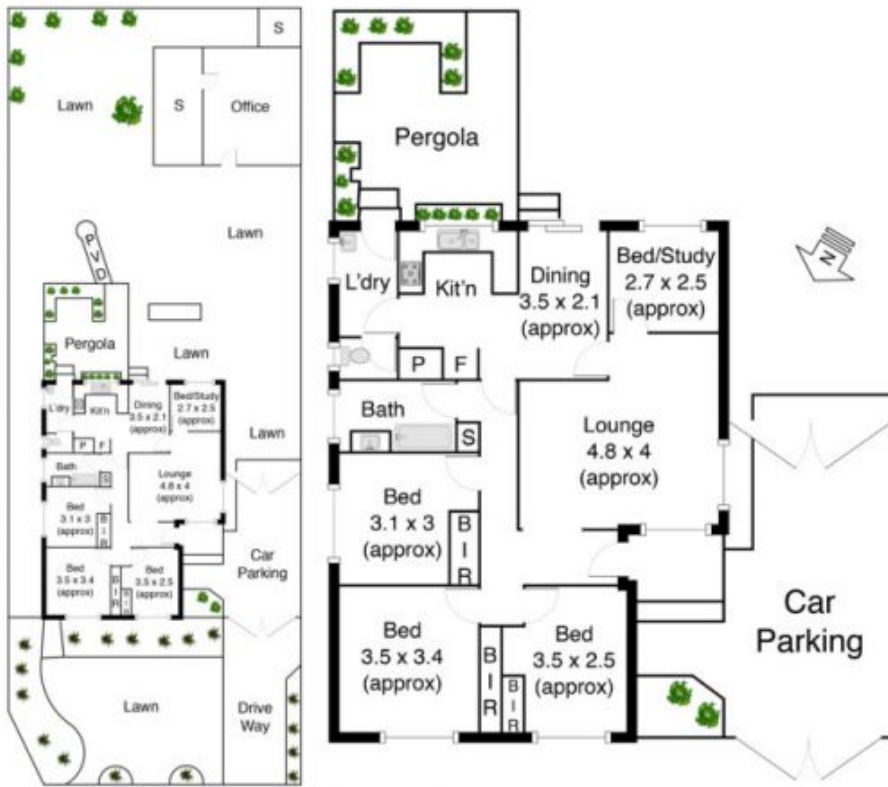 S
Lawn
S
Office
Lawn
PVD
Pergola
Lawn
L'dry
Kit'n
Dining
3.5 x 2.1
(approx)
Bed/Study
2.7 x 2.5
(approx)
P
F
Lawn
Bath
S
Lounge
4.8 x 4
(approx)
Bed
3.1 x 3
(approx)
BIR
Car
Parking
Bed
3.5 x 3.4
(approx)
BIR
BIR
Bed
3.5 x 2.5
(approx)
Lawn
Drive
Way
Pergola
N
L'dry
Kit'n
Dining
3.5 x 2.1
(approx)
Bed/Study
2.7 x 2.5
(approx)
P
F
Bath
S
Lounge
4.8 x 4
(approx)
Bed
3.1 x 3
(approx)
BIR
Car
Parking
Bed
3.5 x 3.4
(approx)
BIR
BIR
Bed
3.5 x 2.5
(approx)